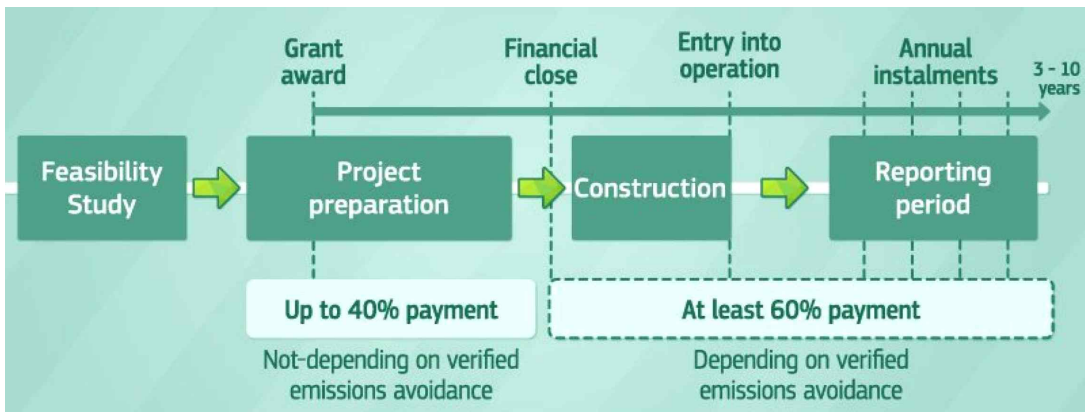 Grant
award
Financial
close
Entry into
operation
Annual
instalments
3 - 10
years
Feasibility
Study
Project
preparation
Construction
Reporting
period
Up to 40% payment
At least 60% payment
Not-depending on verified
emissions avoidance
Depending on verified
emissions avoidance